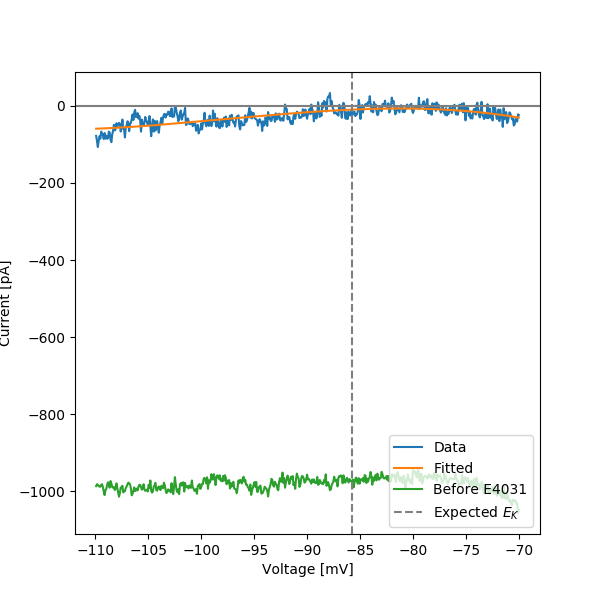 0
−200
−400
−600
−800
−1000
Current [pA]
Data
Fitted
Before E4031
Expected E_K
−110 −105 −100 −95 −90 −85 −80 −75 −70
Voltage [mV]